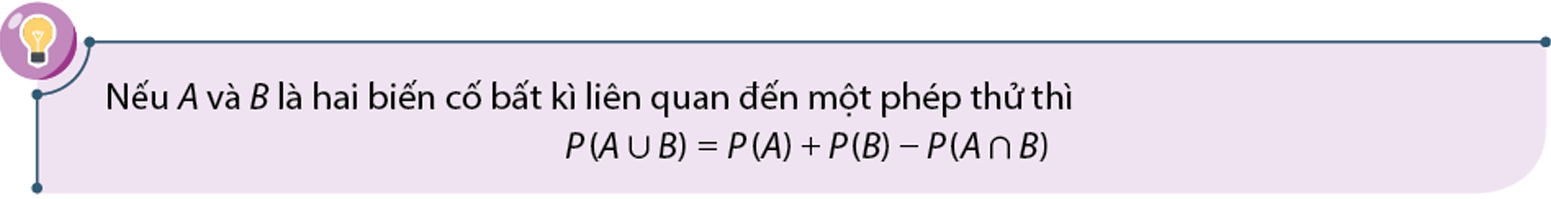 Nếu A và B là hai biến cố bất kì liên quan đến một phép thử thì
P(A ∪ B) = P(A) + P(B) − P(A ∩ B)